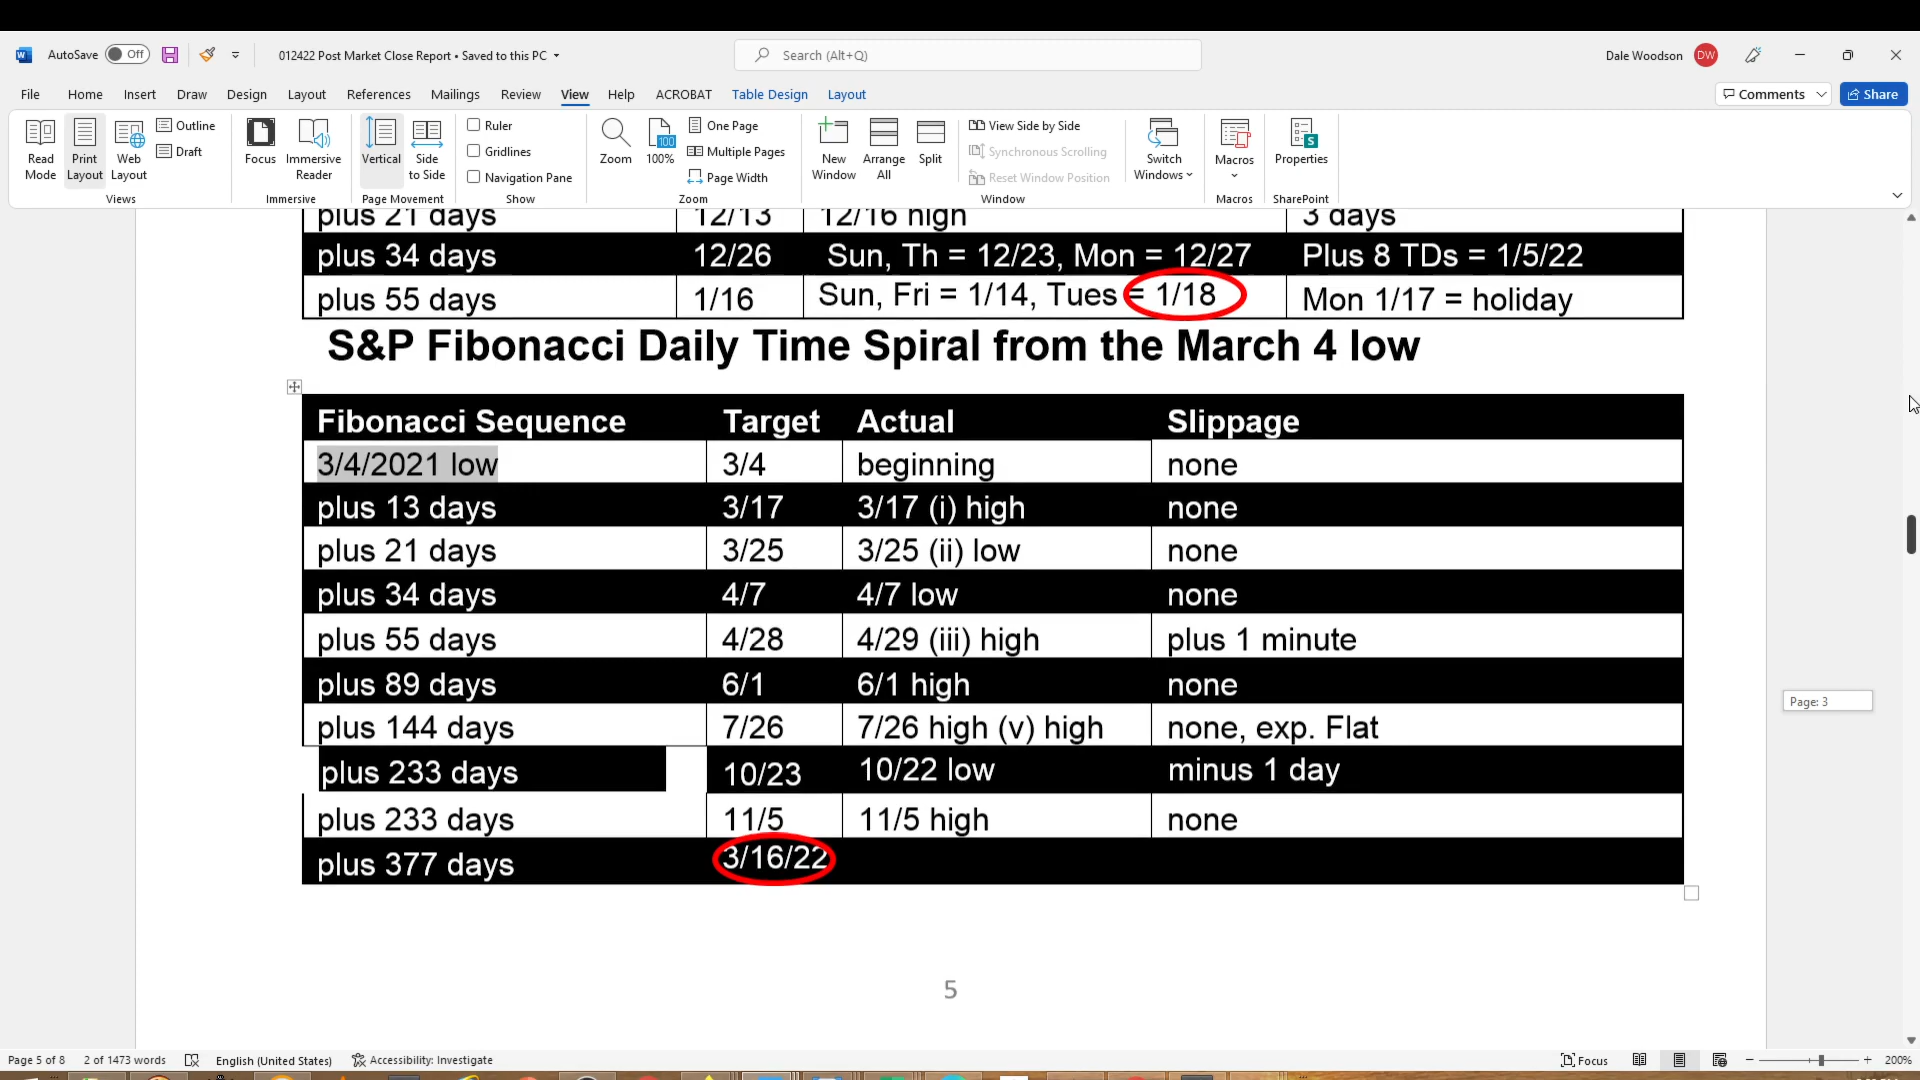 AutoSave Off 012422 Post Market Close Report • Saved to this PC Search (Alt+Q) Dale Woodson DW
File Home Insert Draw Design Layout References Mailings Review View Help ACROBAT Table Design Layout Comments Share
Read Mode Print Layout Web Layout Outline Draft Focus Immersive Reader Vertical Side to Side Ruler Gridlines Navigation Pane Zoom 100 100% One Page Multiple Pages Page Width New Window Arrange All Split View Side by Side Synchronous Scrolling Reset Window Position Switch Windows Macros Properties
Views Immersive Page Movement Show Zoom Window Macros SharePoint
plus 21 days 12/13 12/16 high 3 days
plus 34 days 12/26 Sun, Th = 12/23, Mon = 12/27 Plus 8 TDs = 1/5/22
plus 55 days 1/16 Sun, Fri = 1/14, Tues = 1/18 Mon 1/17 = holiday
S&P Fibonacci Daily Time Spiral from the March 4 low
Fibonacci Sequence Target Actual Slippage
3/4/2021 low 3/4 beginning none
plus 13 days 3/17 3/17 (i) high none
plus 21 days 3/25 3/25 (ii) low none
plus 34 days 4/7 4/7 low none
plus 55 days 4/28 4/29 (iii) high plus 1 minute
plus 89 days 6/1 6/1 high none
plus 144 days 7/26 7/26 high (v) high none, exp. Flat
plus 233 days 10/23 10/22 low minus 1 day
plus 233 days 11/5 11/5 high none
plus 377 days 3/16/22
Page: 3
5
Page 5 of 8 2 of 1473 words English (United States) Accessibility: Investigate Focus 200%